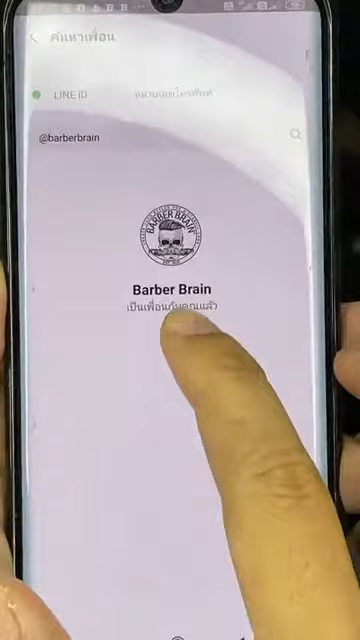 ค้นหาเพื่อน
LINE ID
หมายเลขโทรศัพท์
@barberbrain
BARBER BRAIN
Barber Brain
เป็นเพื่อนกับคุณแล้ว